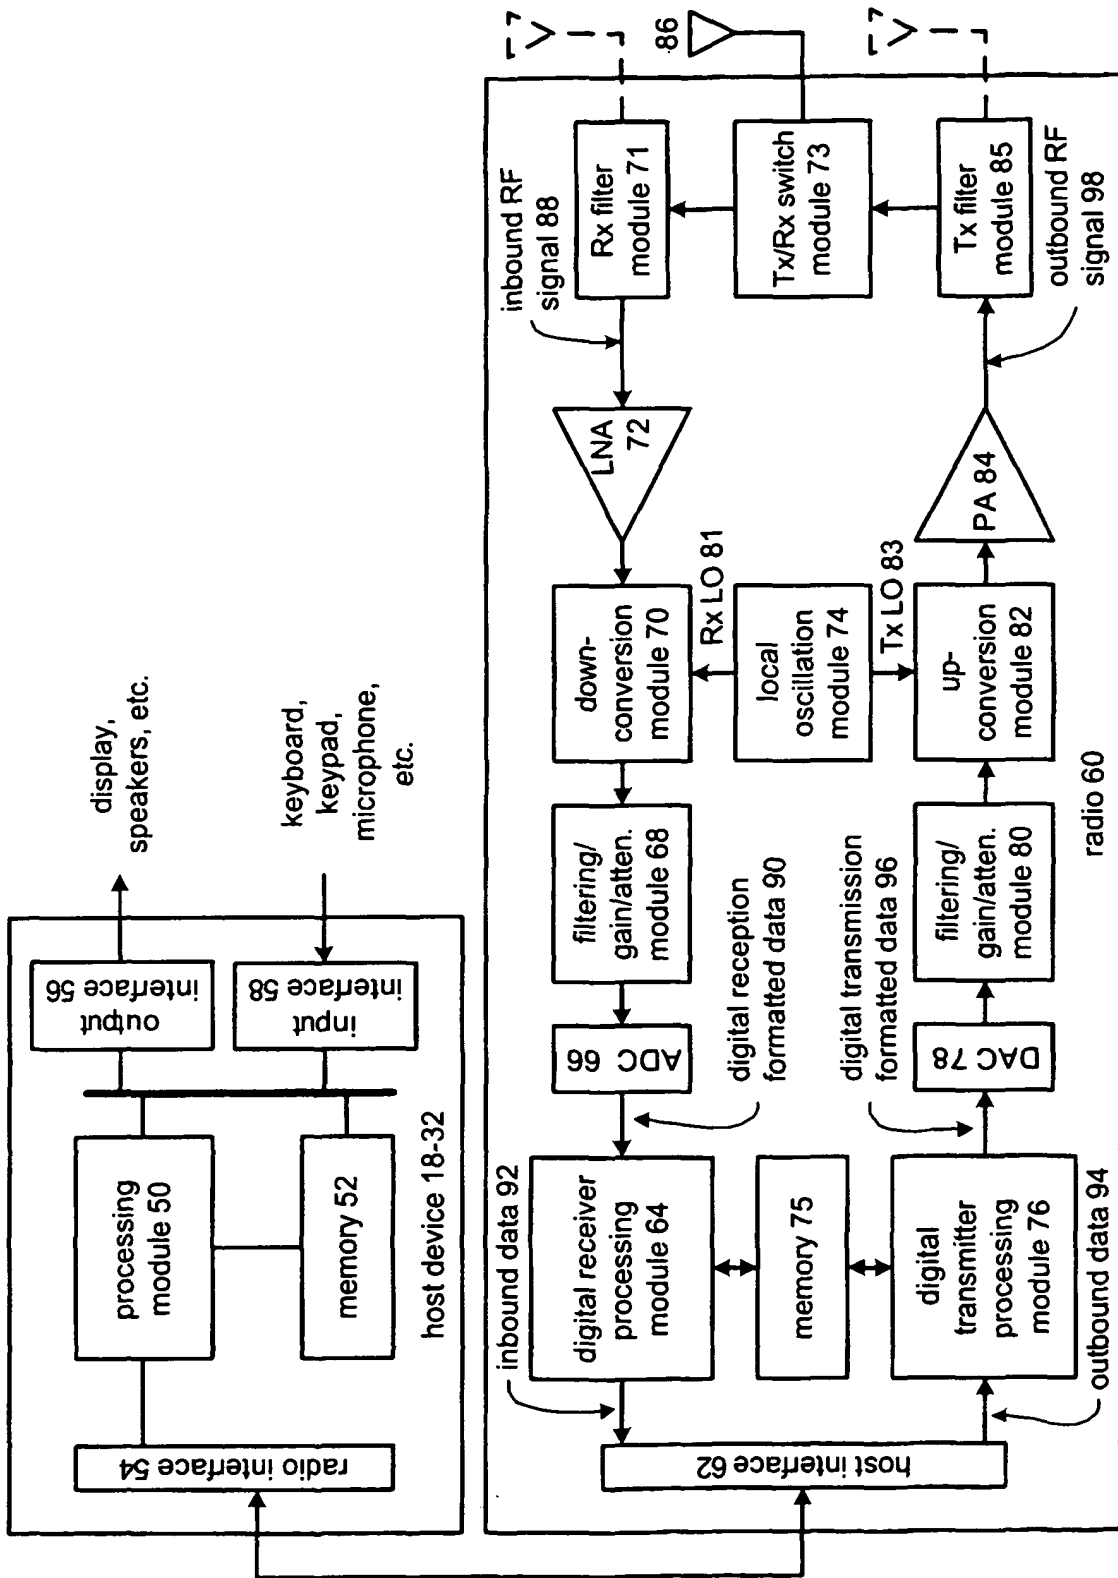 radio interface 54
processing
module 50
memory 52
output
interface 56
input
interface 58
display,
speakers, etc.
keyboard,
keypad,
microphone,
etc.
host device 18-32
host interface 62
inbound data 92
digital receiver
processing
module 64
memory 75
digital
transmitter
processing
module 76
outbound data 94
ADC 66
digital reception
formatted data 90
digital transmission
formatted data 96
DAC 78
filtering/
gain/atten.
module 68
filtering/
gain/atten.
module 80
down-
conversion
module 70
Rx LO 81
local
oscillation
module 74
Tx LO 83
up-
conversion
module 82
LNA
72
PA 84
inbound RF
signal 88
Rx filter
module 71
Tx/Rx switch
module 73
Tx filter
module 85
outbound RF
signal 98
86
radio 60